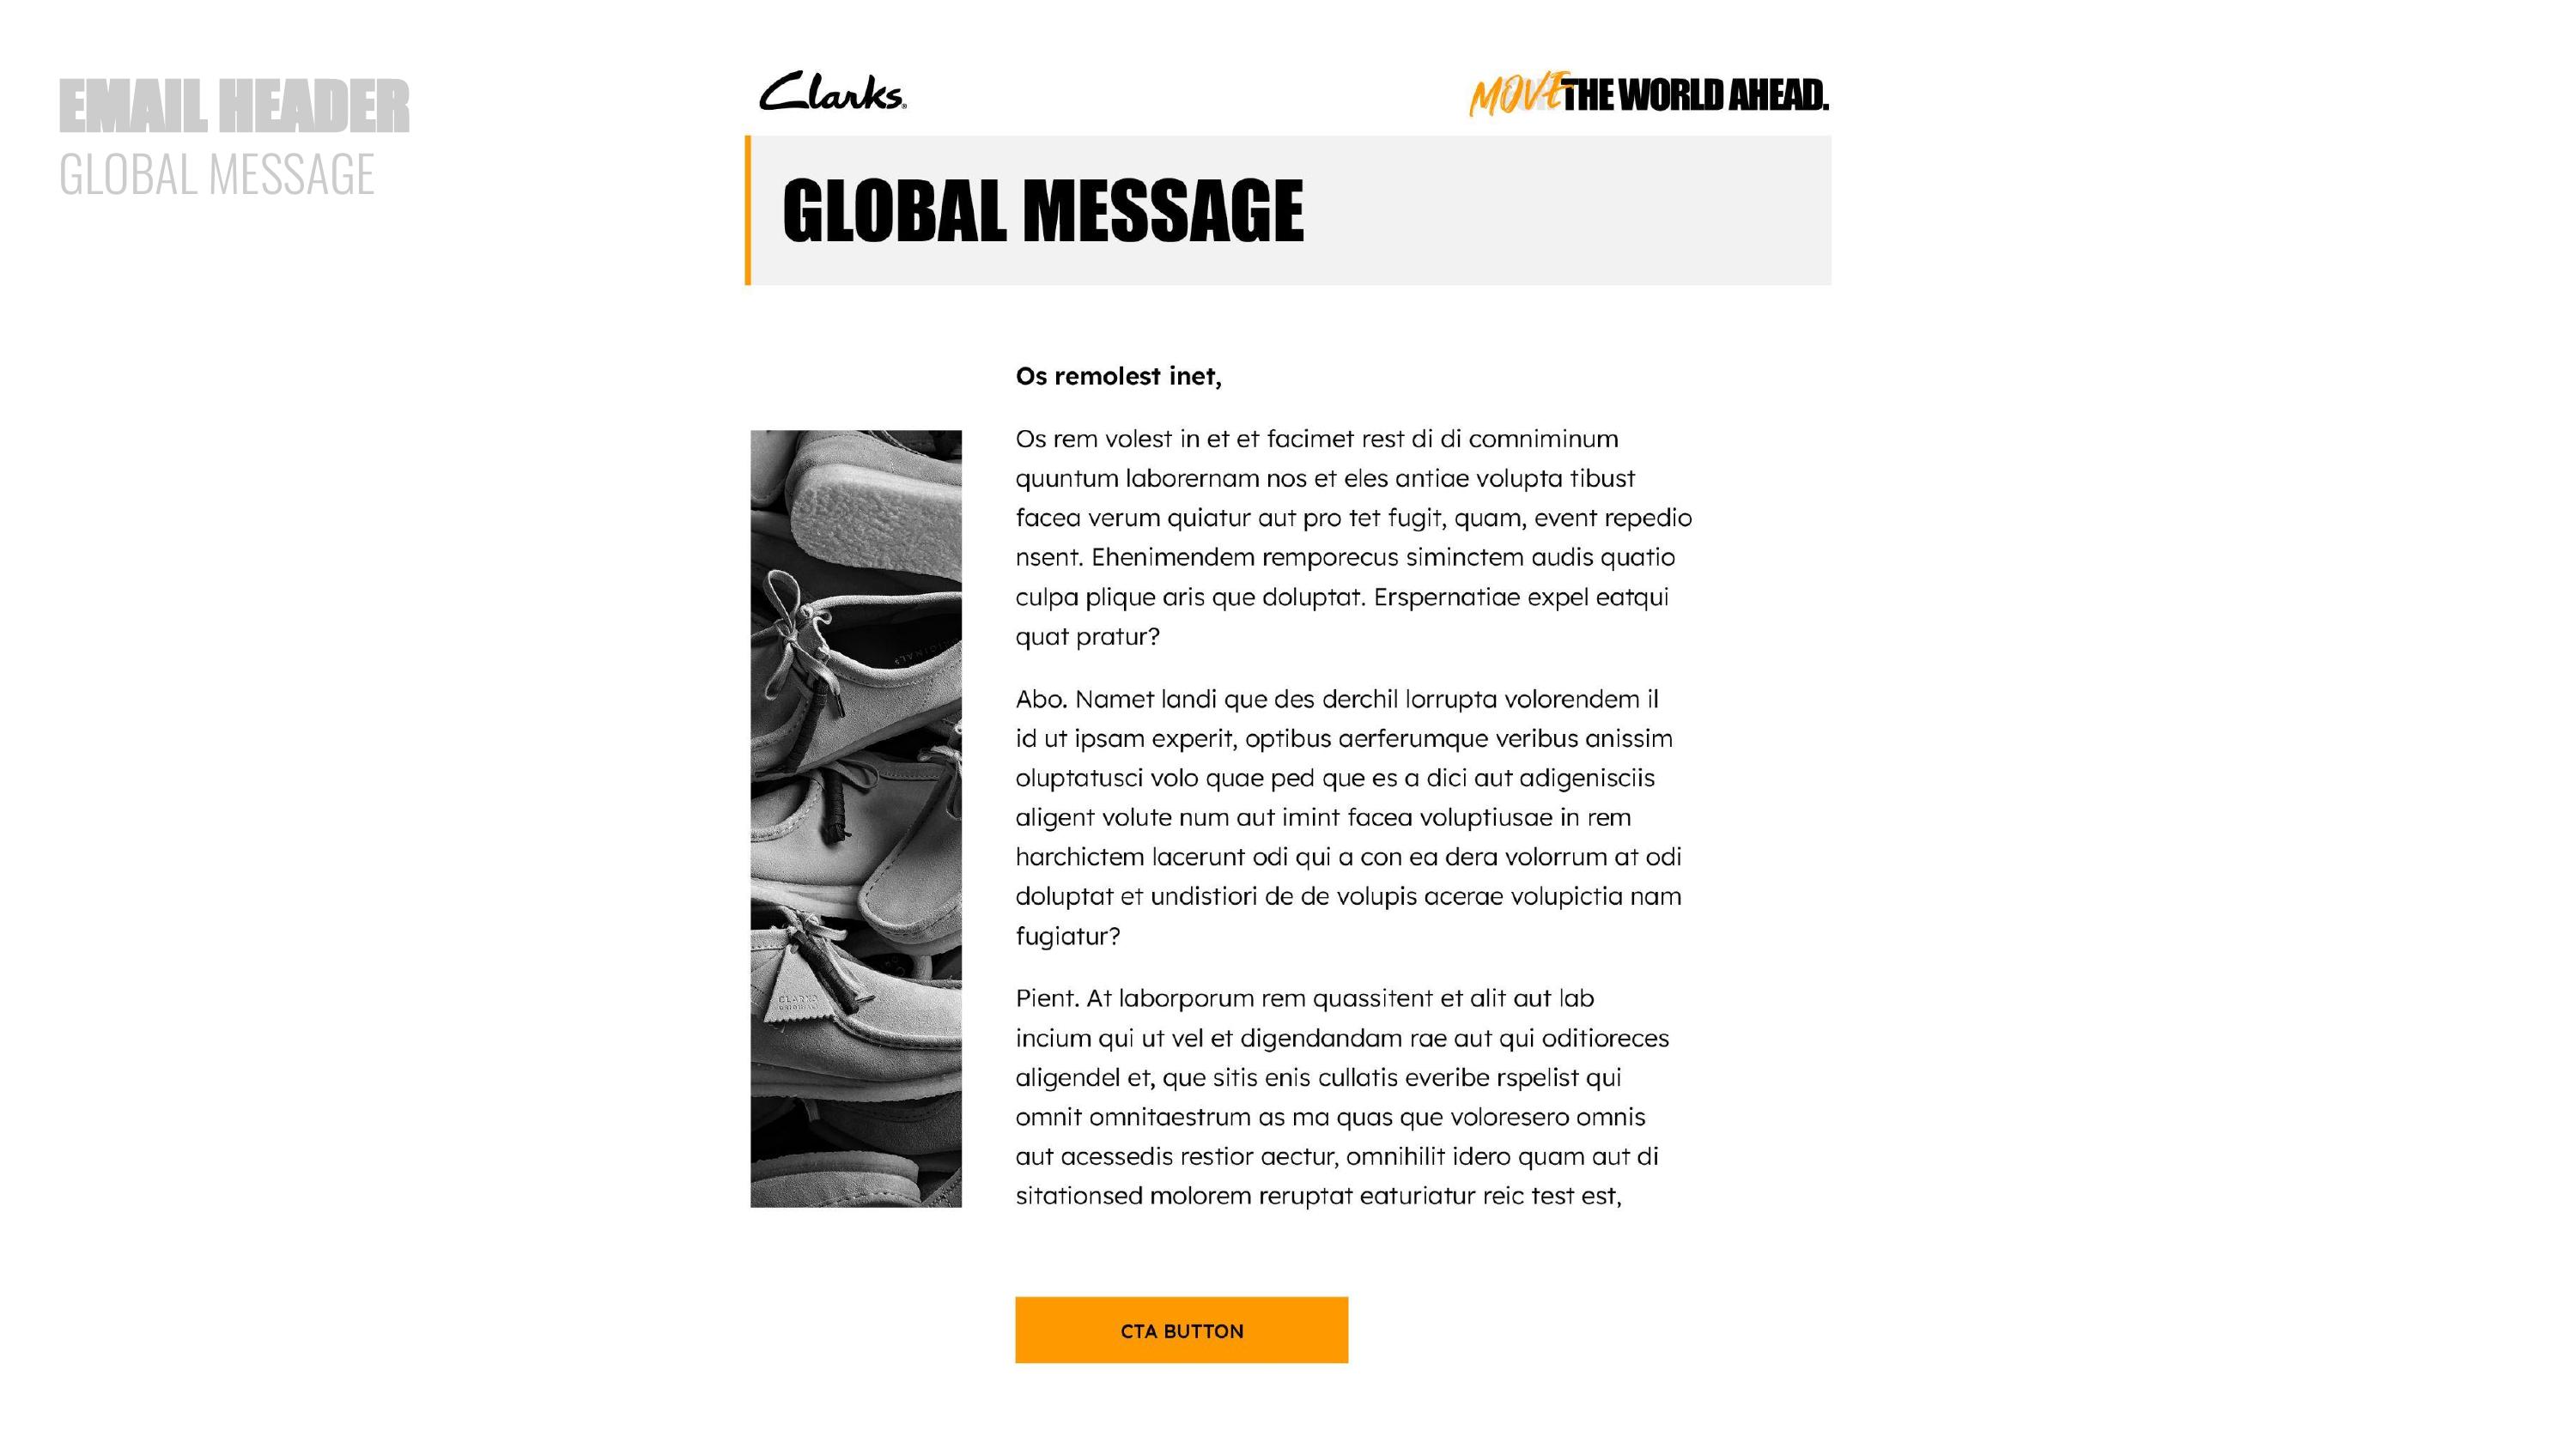 EMAIL HEADER
GLOBAL MESSAGE
Clarks
MOVE THE WORLD AHEAD.
GLOBAL MESSAGE
Os remolest inet,
Os rem volest in et et facimet rest di di comniminum
quuntum laborernam nos et eles antiae volupta tibust
facea verum quiatur aut pro tet fugit, quam, event repedio
nsent. Ehenimendem remporecus siminctem audis quatio
culpa plique aris que doluptat. Erspernatiae expel eatqui
quat pratur?
Abo. Namet landi que des derchil lorrupta volorendem il
id ut ipsam experit, optibus aerferumque veribus anissim
oluptatusci volo quae ped que es a dici aut adigenisciis
aligent volute num aut imint facea voluptiusae in rem
harchictem lacerunt odi qui a con ea dera volorrum at odi
doluptat et undistiori de de volupis acerae volupictia nam
fugiatur?
Pient. At laborporum rem quassitent et alit aut lab
incium qui ut vel et digendandam rae aut qui oditioreces
aligendel et, que sitis enis cullatis everibe rspelist qui
omnit omnitaestrum as ma quas que voloresero omnis
aut acessedis restior aectur, omnihilit idero quam aut di
sitationsed molorem reruptat eaturiatur reic test est,
CLARKS
CTA BUTTON